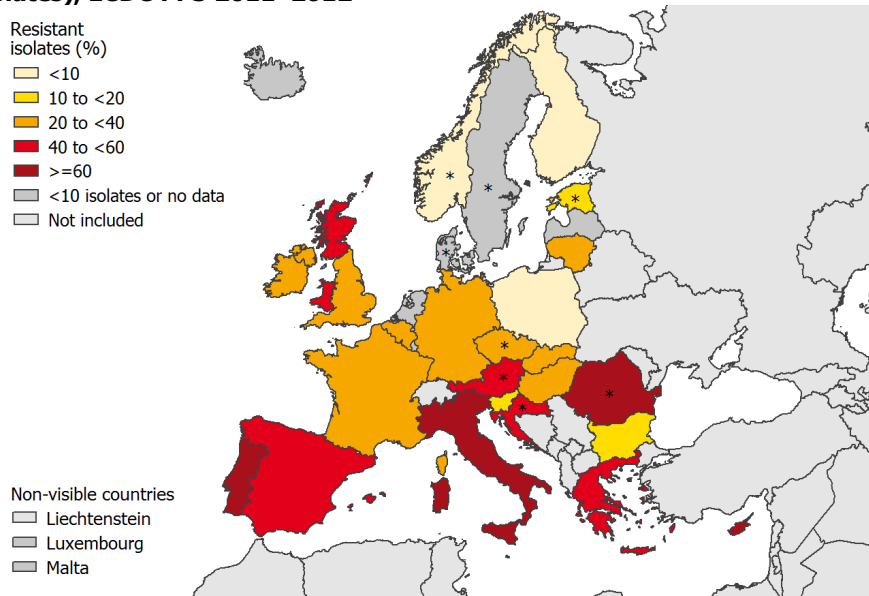 Resistant
isolates (%)
<10
10 to <20
20 to <40
40 to <60
>=60
<10 isolates or no data
Not included
*
*
*
*
*
*
*
*
Non-visible countries
Liechtenstein
Luxembourg
Malta